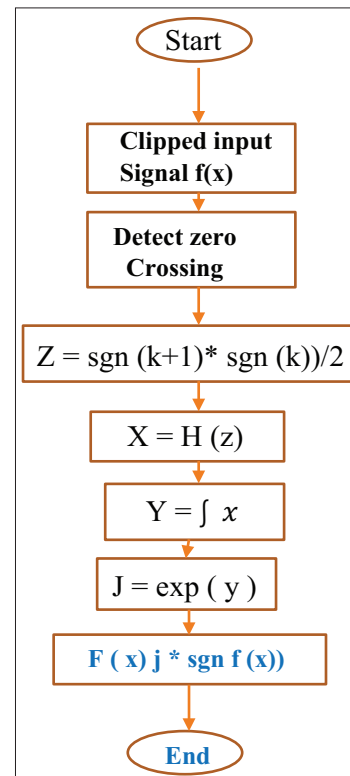 Start
Clipped input
Signal f(x)
Detect zero
Crossing
Z = sgn (k+1)* sgn (k))/2
X = H (z)
Y = ∫ x
J = exp ( y )
F ( x) j * sgn f (x))
End